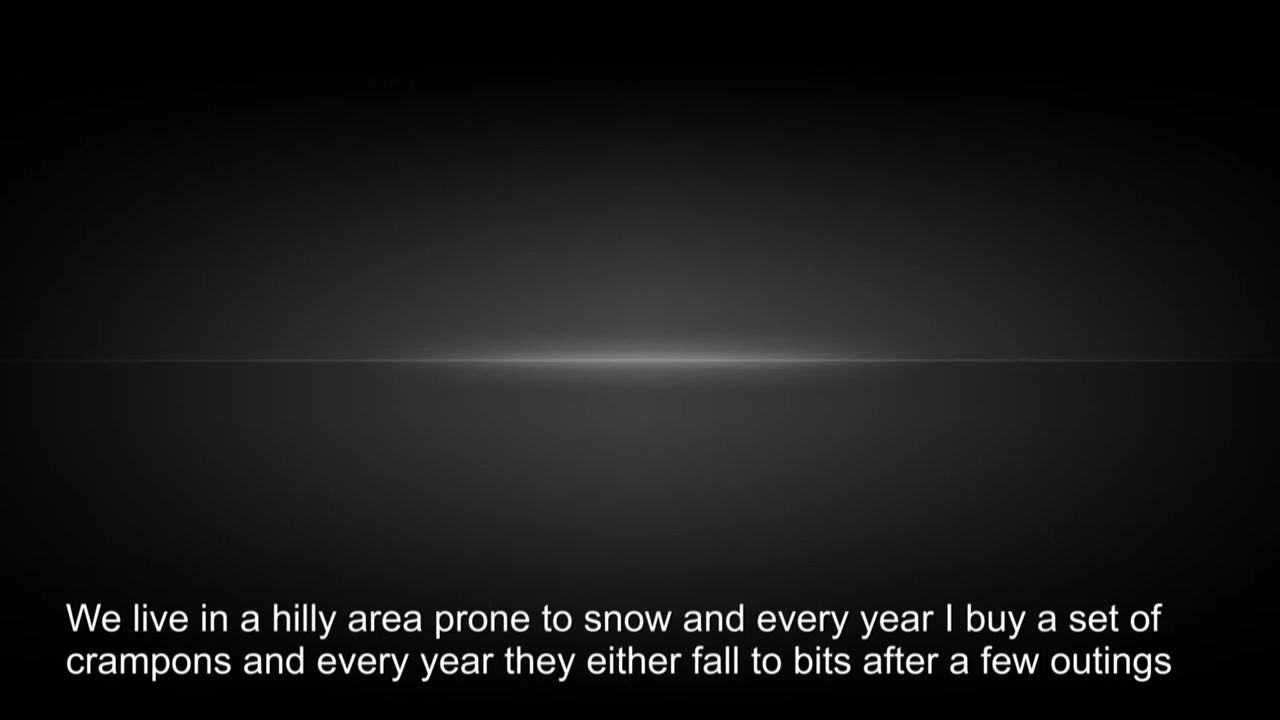 We live in a hilly area prone to snow and every year I buy a set of
crampons and every year they either fall to bits after a few outings